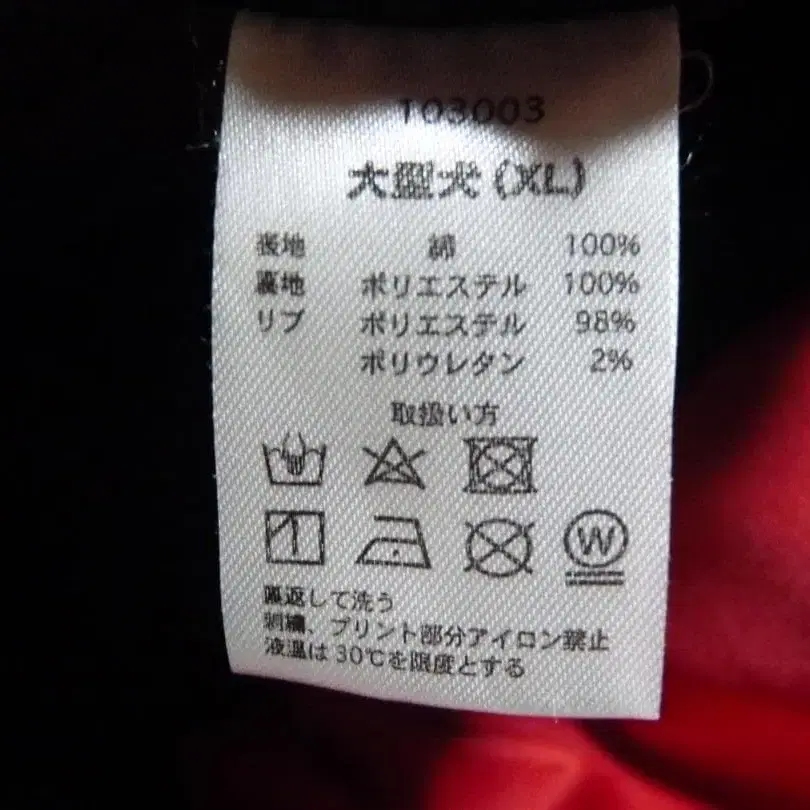 103003
大型犬(XL)
表地 綿 100%
裏地 ポリエステル 100%
リブ ポリエステル 98%
ポリウレタン 2%
取扱い方
W
裏返して洗う
刺繍、プリント部分アイロン禁止
液温は30℃を限度とする